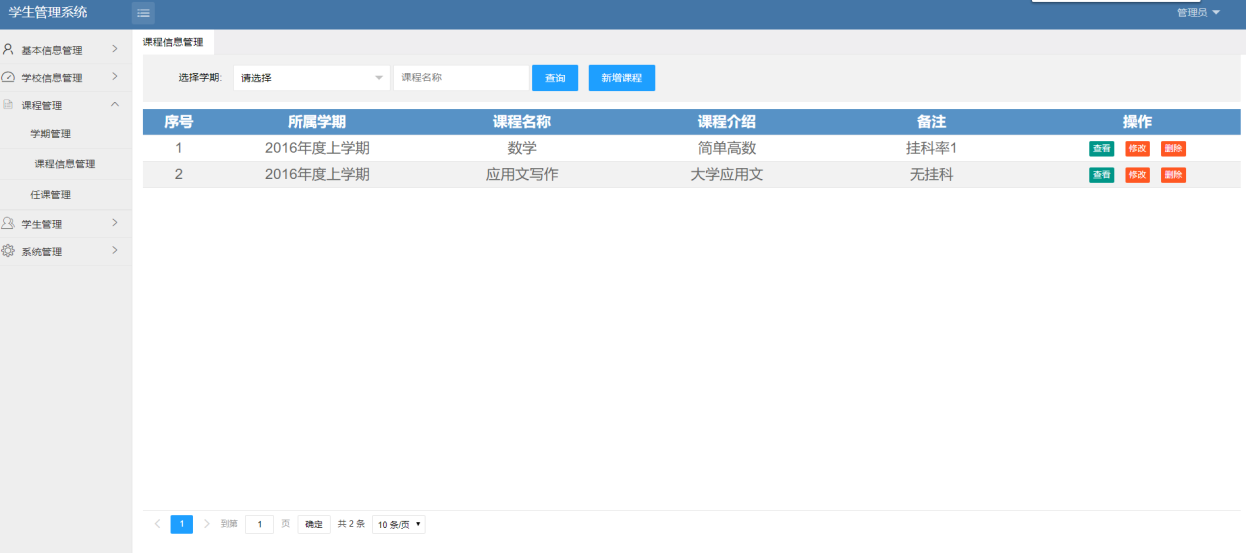 学生管理系统
管理员
基本信息管理
学校信息管理
课程管理
学期管理
课程信息管理
任课管理
学生管理
系统管理
课程信息管理
选择学期: 请选择 课程名称 查询 新增课程
序号 所属学期 课程名称 课程介绍 备注 操作
1 2016年度上学期 数学 简单高数 挂科率1 查看 修改 删除
2 2016年度上学期 应用文写作 大学应用文 无挂科 查看 修改 删除
1 到第 1 页 确定 共 2 条 10 条/页